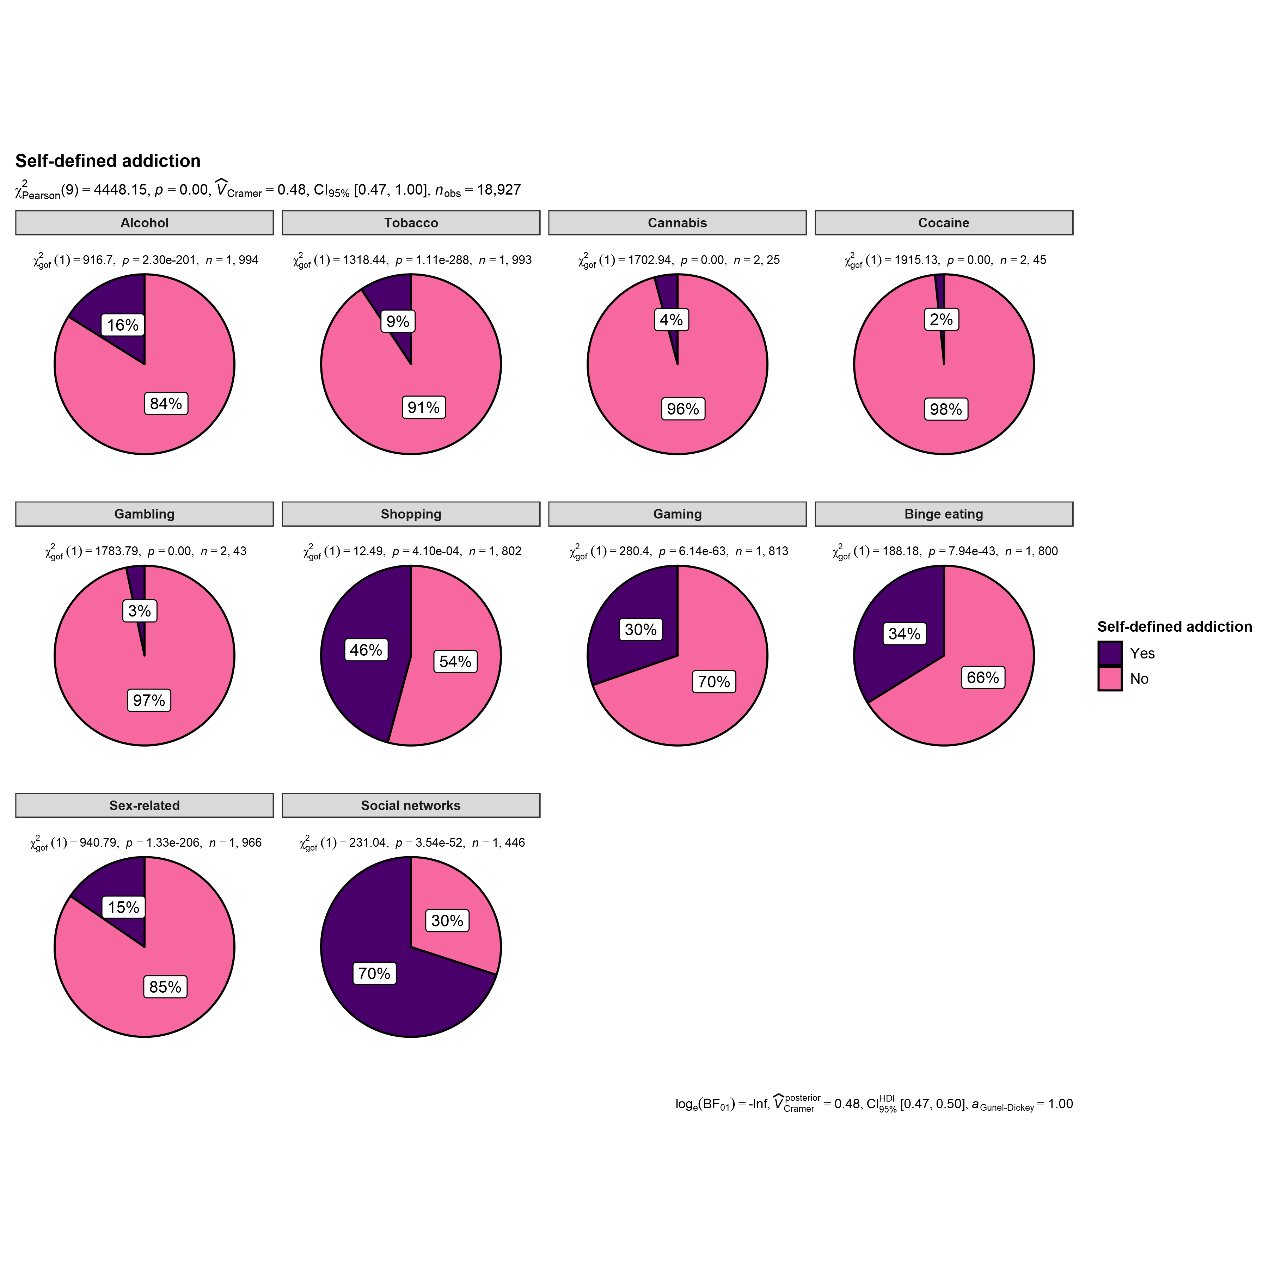 Self-defined addiction
χ²Pearson(9) = 4448.15, p = 0.00, V̂Cramer = 0.48, CI95% [0.47, 1.00], nobs = 18,927
Alcohol Tobacco Cannabis Cocaine
χ²gof (1) = 916.7, p = 2.30e-201, n = 1, 994 χ²gof (1) = 1318.44, p = 1.11e-288, n = 1, 993 χ²gof (1) = 1702.94, p = 0.00, n = 2, 25 χ²gof (1) = 1915.13, p = 0.00, n = 2, 45
16% 9% 4% 2%
84% 91% 96% 98%
Gambling Shopping Gaming Binge eating
χ²gof (1) = 1783.79, p = 0.00, n = 2, 43 χ²gof (1) = 12.49, p = 4.10e-04, n = 1, 802 χ²gof (1) = 280.4, p = 6.14e-63, n = 1, 813 χ²gof (1) = 188.18, p = 7.94e-43, n = 1, 800
3% 46% 54% 30% 34%
97% 70% 66%
Self-defined addiction
Yes
No
Sex-related Social networks
χ²gof (1) = 940.79, p = 1.33e-206, n = 1, 966 χ²gof (1) = 231.04, p = 3.54e-52, n = 1, 446
15% 30%
85% 70%
loge(BF01) = -Inf, V̂Cramer posterior = 0.48, CI95% HDI [0.47, 0.50], aGunel-Dickey = 1.00